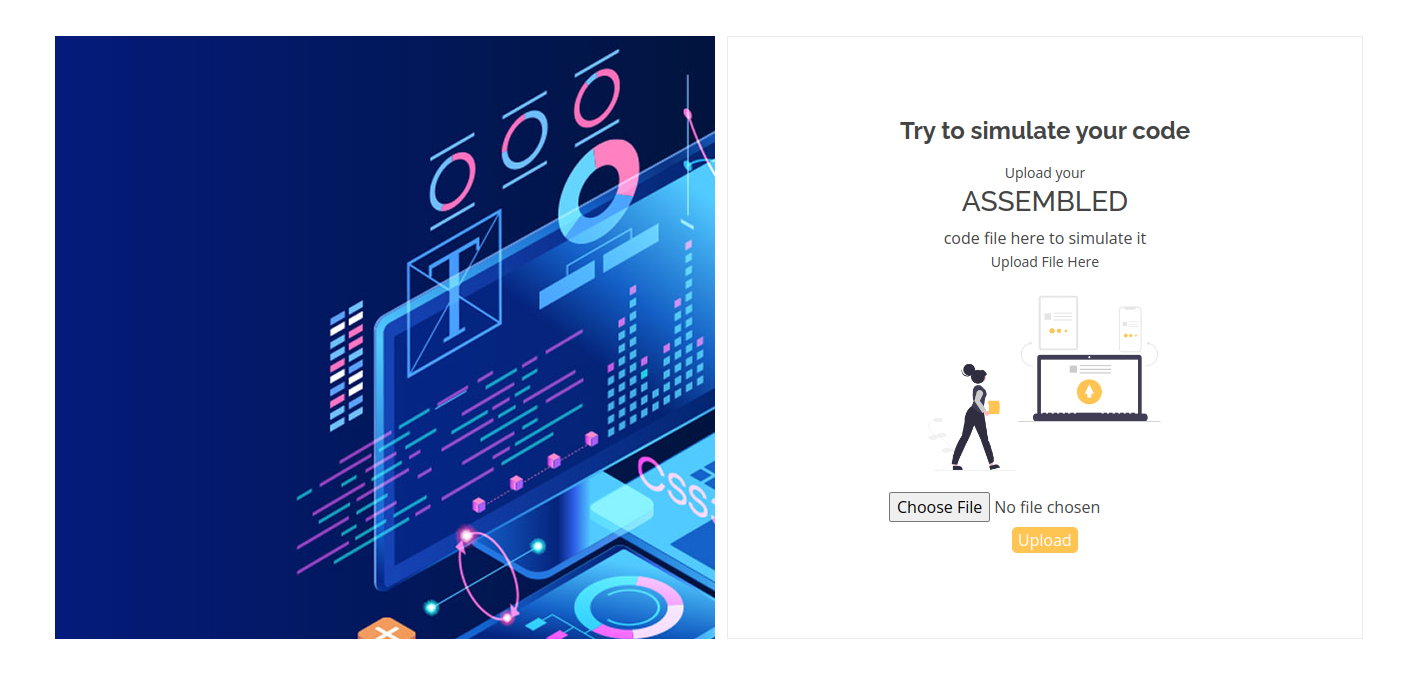 T
CSS
Try to simulate your code
Upload your
ASSEMBLED
code file here to simulate it
Upload File Here
Choose File No file chosen
Upload